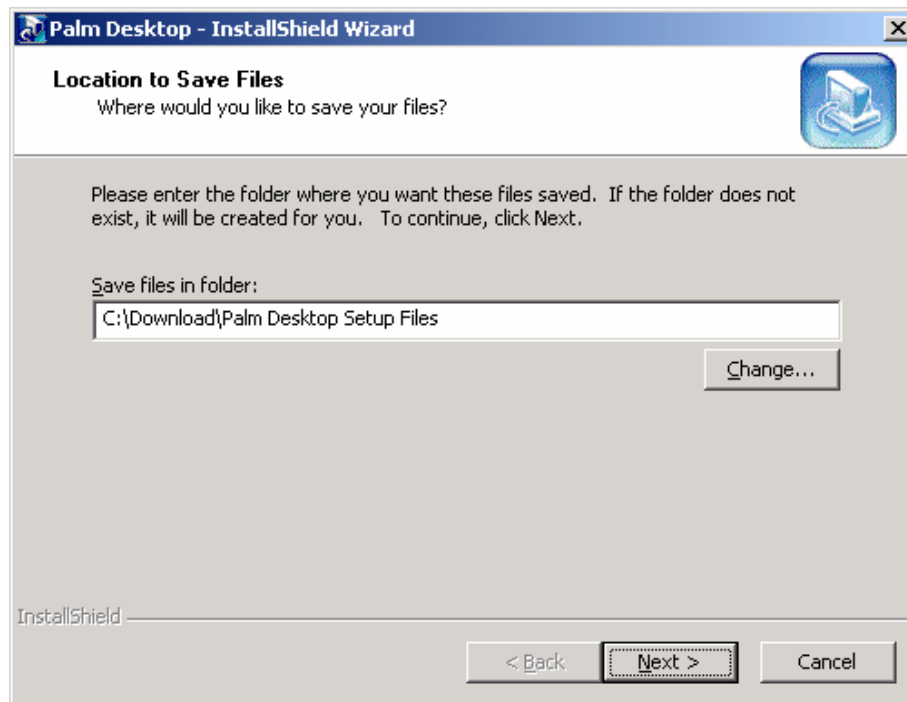 Palm Desktop - InstallShield Wizard
Location to Save Files
Where would you like to save your files?
Please enter the folder where you want these files saved.  If the folder does not
exist, it will be created for you.   To continue, click Next.
Save files in folder:
C:\Download\Palm Desktop Setup Files
Change...
InstallShield
< Back
Next >
Cancel